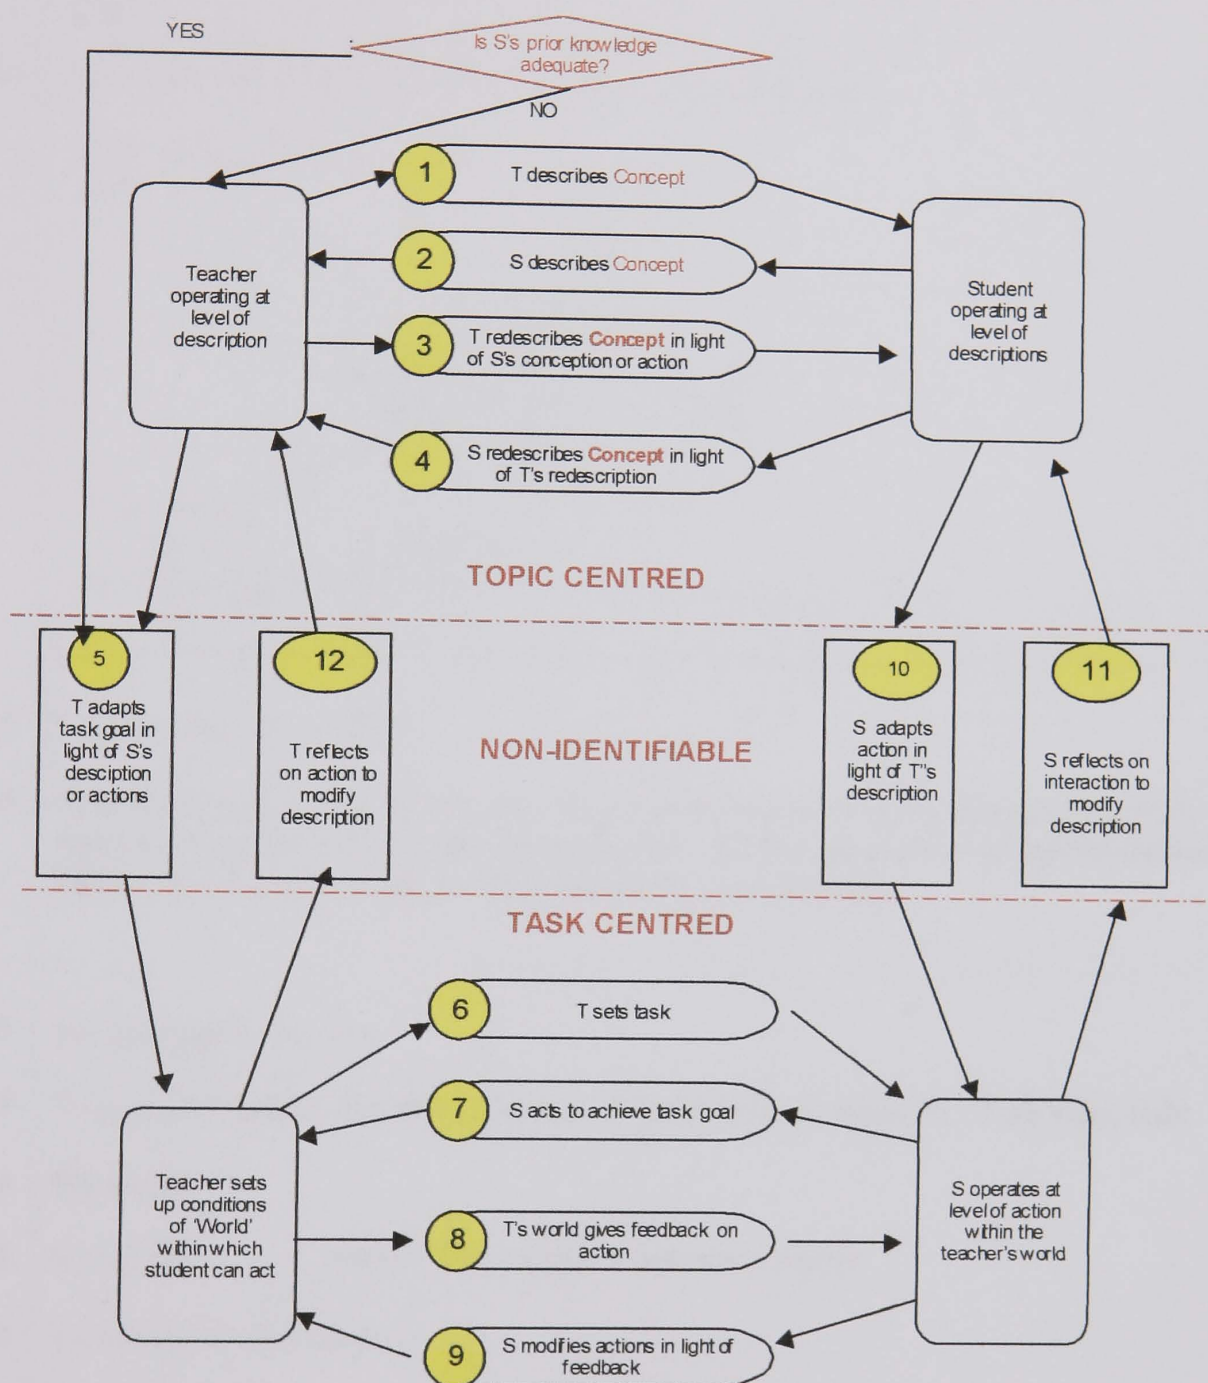 YES
Is S's prior knowledge
adequate?
NO
1
T describes Concept
2
S describes Concept
Teacher
operating at
level of
description
Student
operating at
level of
descriptions
3
T redescribes Concept in light
of S's conception or action
4
S redescribes Concept in light
of T's redescription
TOPIC CENTRED
5
T adapts
task goal in
light of S's
desciption
or actions
12
T reflects
on action to
modify
description
NON-IDENTIFIABLE
10
S adapts
action in
light of T"s
description
11
S reflects on
interaction to
modify
description
TASK CENTRED
6
T sets task
7
S acts to achieve task goal
Teacher sets
up conditions
of 'World'
within which
student can act
S operates at
level of action
within the
teacher's world
8
T's world gives feedback on
action
9
S modifies actions in light of
feedback